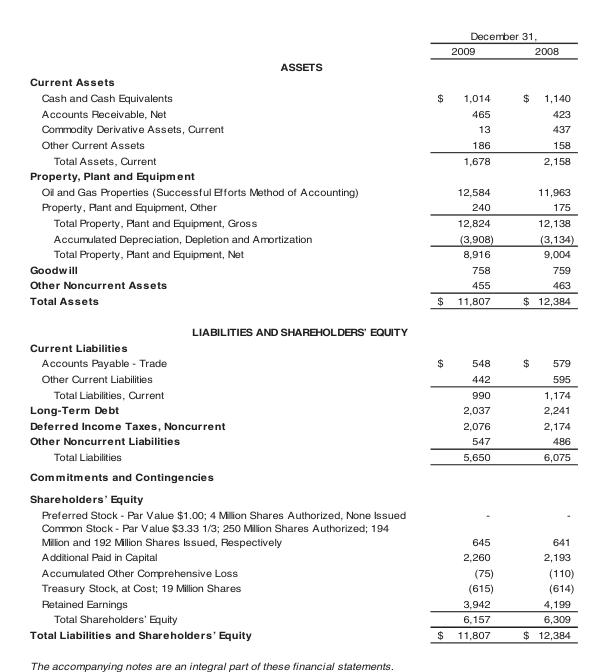 December 31,
2009 2008
ASSETS
Current Assets
Cash and Cash Equivalents $ 1,014 $ 1,140
Accounts Receivable, Net 465 423
Commodity Derivative Assets, Current 13 437
Other Current Assets 186 158
Total Assets, Current 1,678 2,158
Property, Plant and Equipment
Oil and Gas Properties (Successful Efforts Method of Accounting) 12,584 11,963
Property, Plant and Equipment, Other 240 175
Total Property, Plant and Equipment, Gross 12,824 12,138
Accumulated Depreciation, Depletion and Amortization (3,908) (3,134)
Total Property, Plant and Equipment, Net 8,916 9,004
Goodwill 758 759
Other Noncurrent Assets 455 463
Total Assets $ 11,807 $ 12,384
LIABILITIES AND SHAREHOLDERS' EQUITY
Current Liabilities
Accounts Payable - Trade $ 548 $ 579
Other Current Liabilities 442 595
Total Liabilities, Current 990 1,174
Long-Term Debt 2,037 2,241
Deferred Income Taxes, Noncurrent 2,076 2,174
Other Noncurrent Liabilities 547 486
Total Liabilities 5,650 6,075
Commitments and Contingencies
Shareholders' Equity
Preferred Stock - Par Value $1.00; 4 Million Shares Authorized, None Issued - -
Common Stock - Par Value $3.33 1/3; 250 Million Shares Authorized; 194
Million and 192 Million Shares Issued, Respectively 645 641
Additional Paid in Capital 2,260 2,193
Accumulated Other Comprehensive Loss (75) (110)
Treasury Stock, at Cost; 19 Million Shares (615) (614)
Retained Earnings 3,942 4,199
Total Shareholders' Equity 6,157 6,309
Total Liabilities and Shareholders' Equity $ 11,807 $ 12,384
The accompanying notes are an integral part of these financial statements.